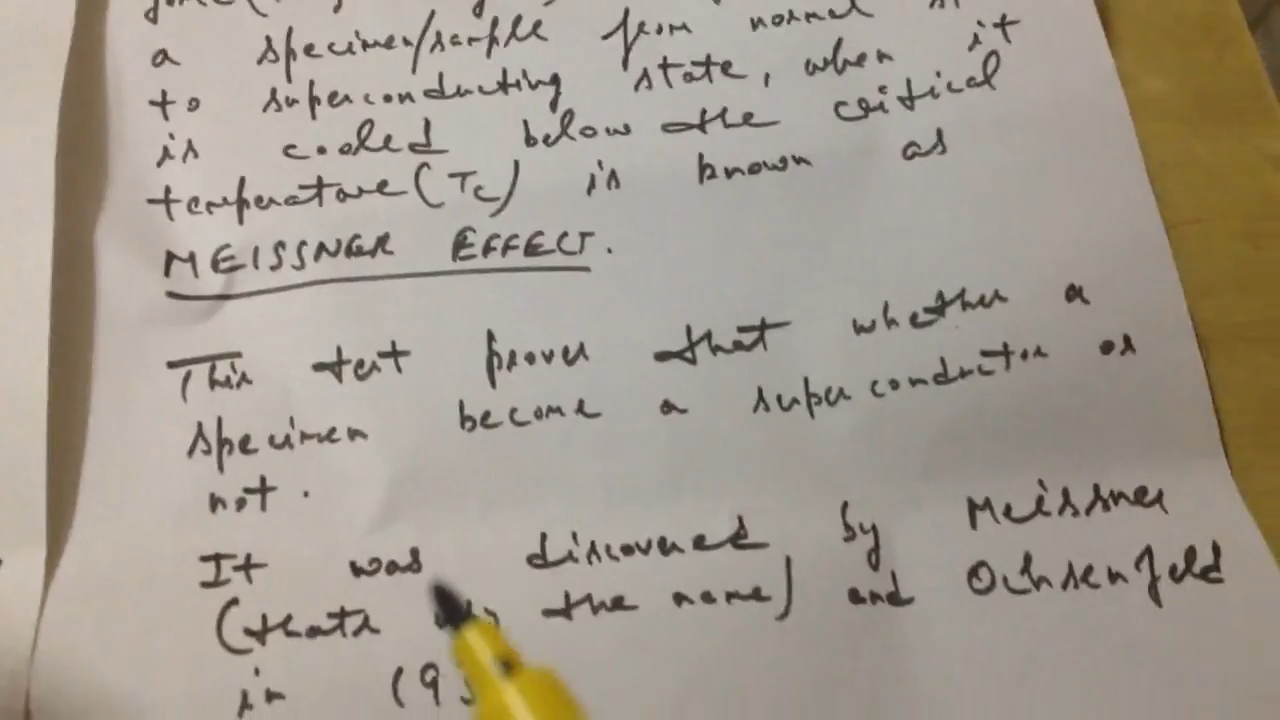 a specimen/sample from normal
to superconducting state, when it
is cooled below the critical
temperature (Tc) is known as
MEISSNER EFFECT.
This test proves that whether a
specimen become a superconductor or
not.
It was discovered by Meissner
(thats the name) and Ochsenfeld
in